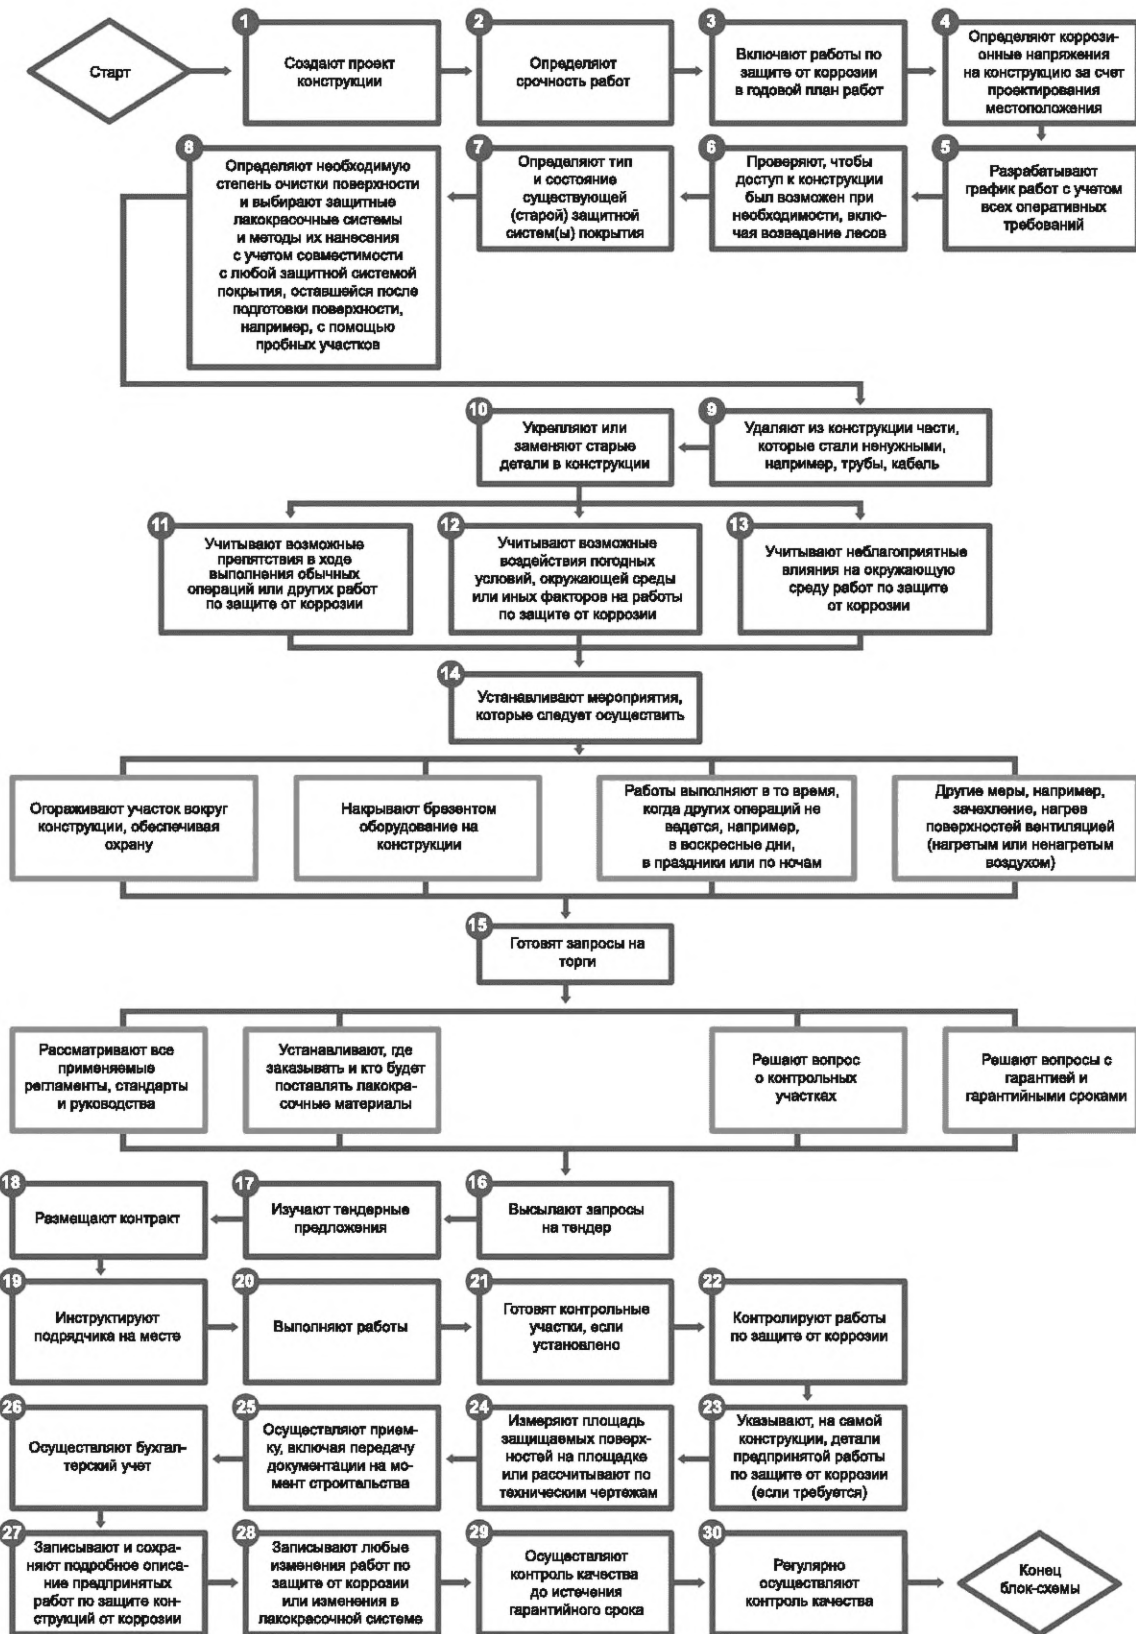 Старт
1
Создают проект
конструкции
2
Определяют
срочность работ
3
Включают работы по
защите от коррозии
в годовой план работ
4
Определяют коррози-
онные напряжения
на конструкцию за счет
проектирования
местоположения
5
Разрабатывают
график работ с учетом
всех оперативных
требований
6
Проверяют, чтобы
доступ к конструкции
был возможен при
необходимости, вклю-
чая возведение лесов
7
Определяют тип
и состояние
существующей
(старой) защитной
систем(ы) покрытия
8
Определяют необходимую
степень очистки поверхности
и выбирают защитные
лакокрасочные системы
и методы их нанесения
с учетом совместимости
с любой защитной системой
покрытия, оставшейся после
подготовки поверхности,
например, с помощью
пробных участков
9
Удаляют из конструкции части,
которые стали ненужными,
например, трубы, кабель
10
Укрепляют или
заменяют старые
детали в конструкции
11
Учитывают возможные
препятствия в ходе
выполнения обычных
операций или других работ
по защите от коррозии
12
Учитывают возможные
воздействия погодных
условий, окружающей среды
или иных факторов на работы
по защите от коррозии
13
Учитывают неблагоприятные
влияния на окружающую
среду работ по защите
от коррозии
14
Устанавливают мероприятия,
которые следует осуществить
Огораживают участок вокруг
конструкции, обеспечивая
охрану
Накрывают брезентом
оборудование на
конструкции
Работы выполняют в то время,
когда других операций не
ведется, например,
в воскресные дни,
в праздники или по ночам
Другие меры, например,
зачехление, нагрев
поверхностей вентиляцией
(нагретым или ненагретым
воздухом)
15
Готовят запросы на
торги
Рассматривают все
применяемые
регламенты, стандарты
и руководства
Устанавливают, где
заказывать и кто будет
поставлять лакокра-
сочные материалы
Решают вопрос
о контрольных
участках
Решают вопросы с
гарантией и
гарантийными сроками
16
Высылают запросы
на тендер
17
Изучают тендерные
предложения
18
Размещают контракт
19
Инструктируют
подрядчика на месте
20
Выполняют работы
21
Готовят контрольные
участки, если
установлено
22
Контролируют работы
по защите от коррозии
23
Указывают, на самой
конструкции, детали
предпринятой работы
по защите от коррозии
(если требуется)
24
Измеряют площадь
защищаемых поверх-
ностей на площадке
или рассчитывают по
техническим чертежам
25
Осуществляют прием-
ку, включая передачу
документации на мо-
мент строительства
26
Осуществляют бухгал-
терский учет
27
Записывают и сохра-
няют подробное описа-
ние предпринятых
работ по защите кон-
струкций от коррозии
28
Записывают любые
изменения работ по
защите от коррозии
или изменения в
лакокрасочной системе
29
Осуществляют
контроль качества
до истечения
гарантийного срока
30
Регулярно
осуществляют
контроль качества
Конец
блок-схемы